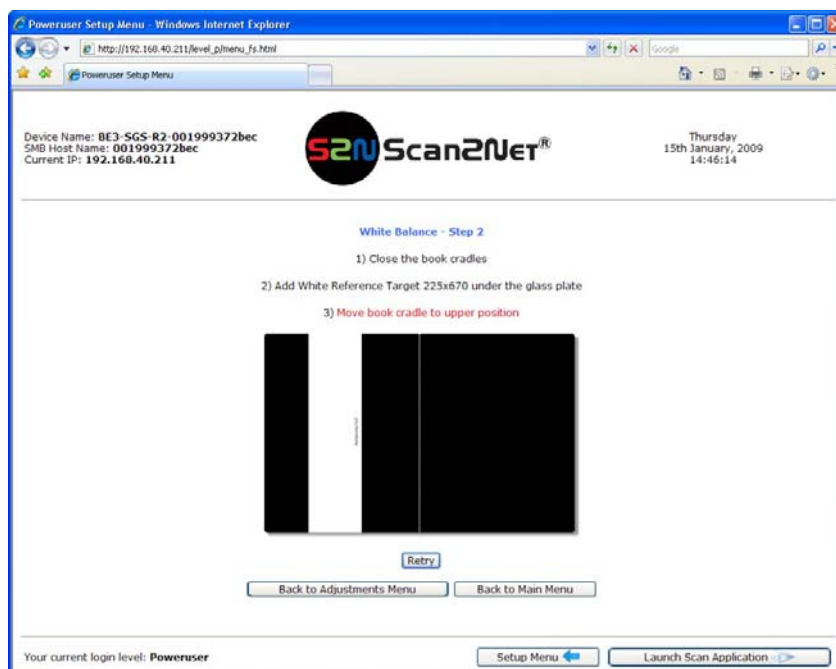 Poweruser Setup Menu - Windows Internet Explorer
http://192.168.40.211/level_p/menu_fs.html
Google
Poweruser Setup Menu
Device Name: BE3-SGS-R2-001999372bec
SMB Host Name: 001999372bec
Current IP: 192.168.40.211
S2N Scan2Net®
Thursday
15th January, 2009
14:46:14
White Balance - Step 2
1) Close the book cradles
2) Add White Reference Target 225x670 under the glass plate
3) Move book cradle to upper position
Retry
Back to Adjustments Menu
Back to Main Menu
Your current login level: Poweruser
Setup Menu
Launch Scan Application